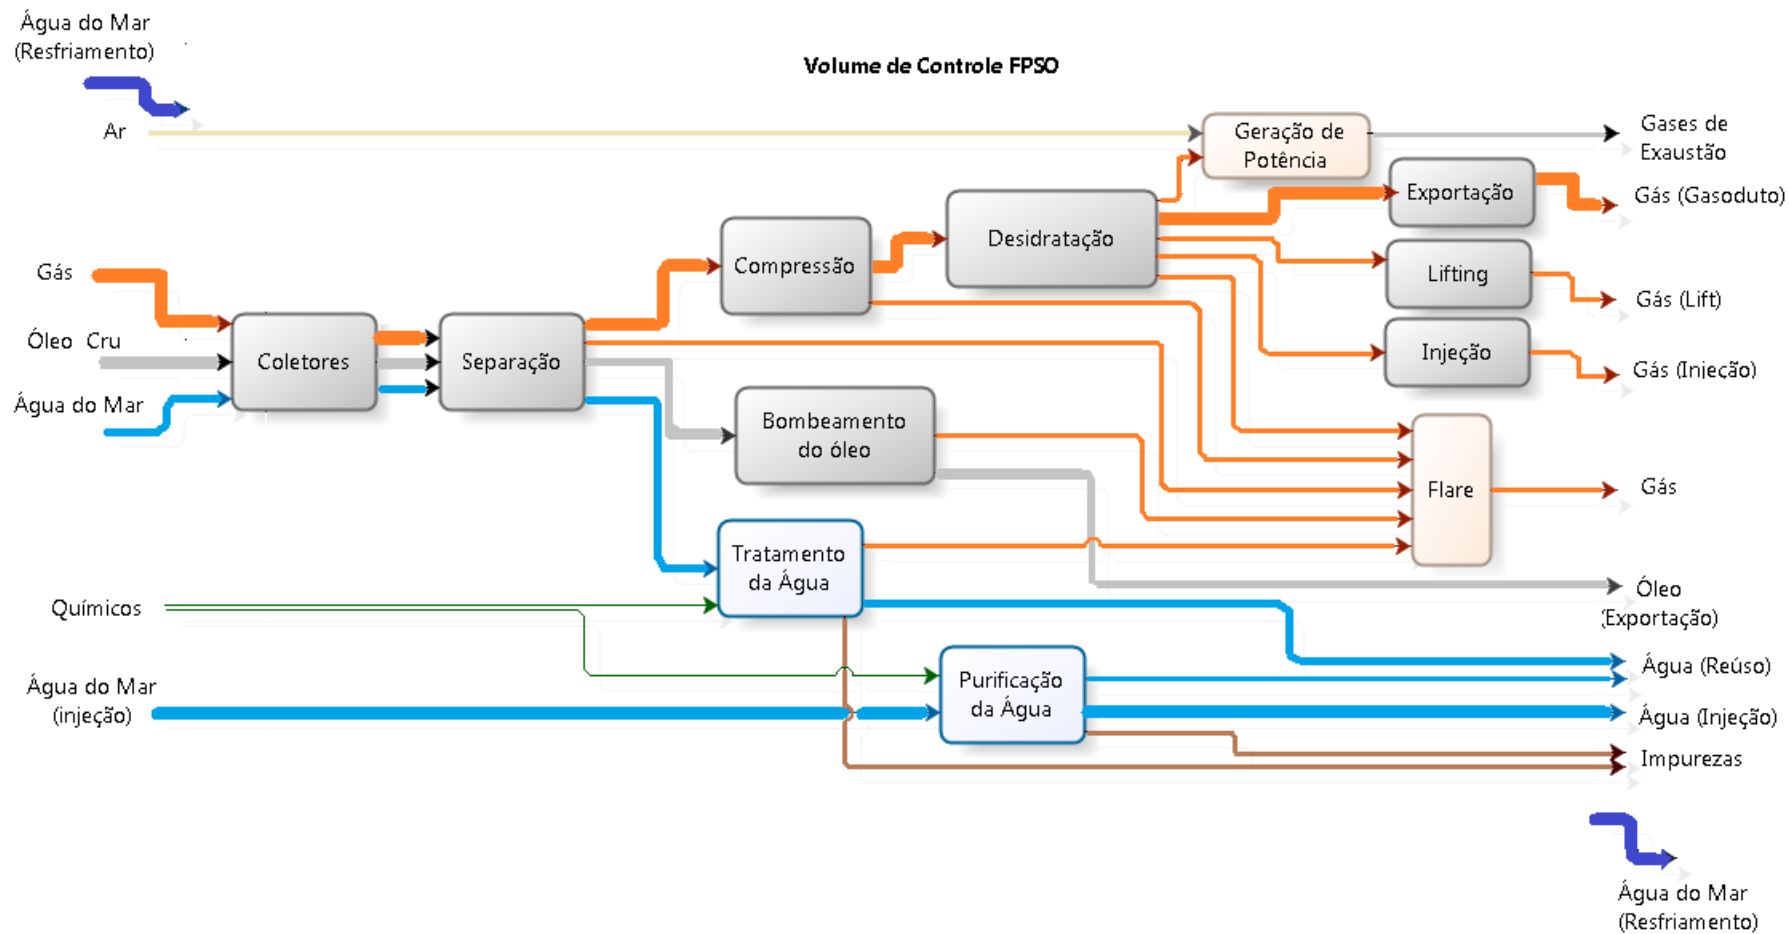 Água do Mar
(Resfriamento)
Volume de Controle FPSO
Ar
Geração de
Potência
Gases de
Exaustão
Exportação
Gás (Gasoduto)
Desidratação
Compressão
Gás
Lifting
Gás (Lift)
Óleo Cru
Coletores
Separação
Injeção
Gás (Injeção)
Água do Mar
Bombeamento
do óleo
Flare
Gás
Tratamento
da Água
Químicos
Óleo
(Exportação)
Água do Mar
(injeção)
Purificação
da Água
Água (Reúso)
Água (Injeção)
Impurezas
Água do Mar
(Resfriamento)